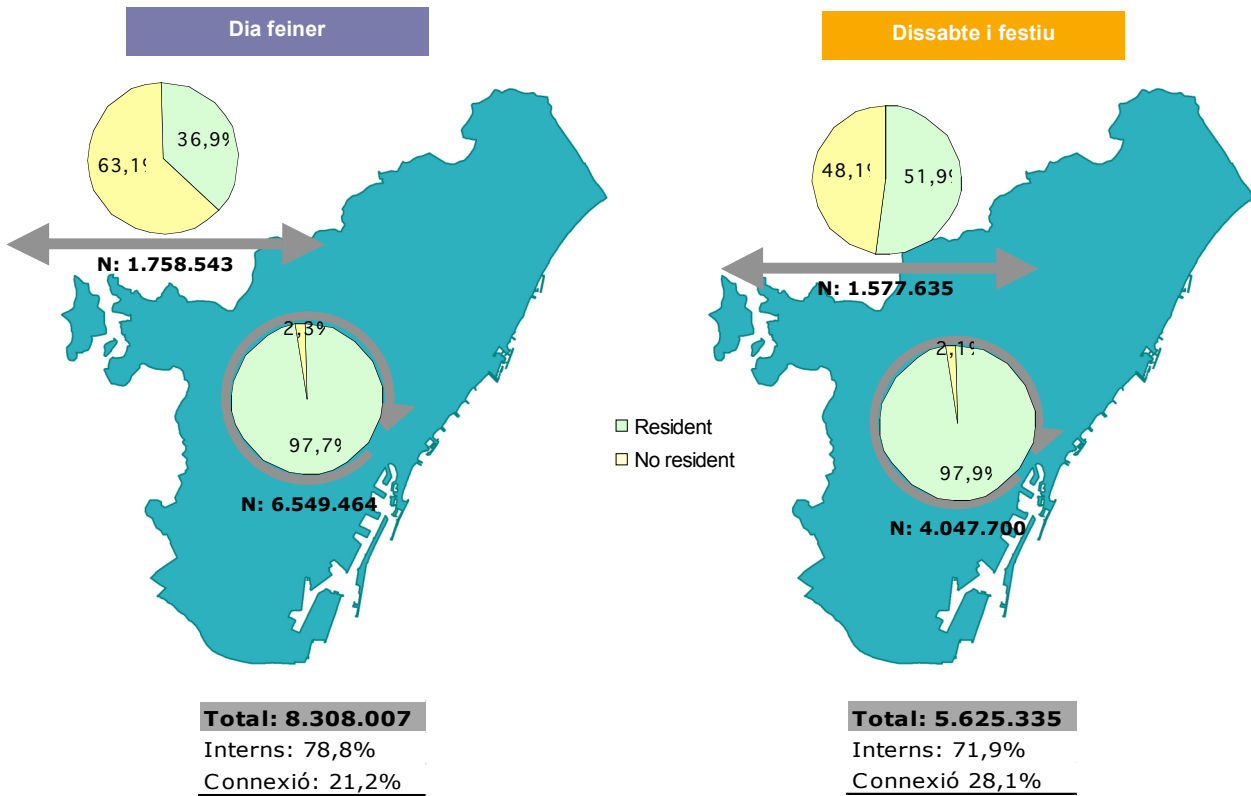 Dia feiner
36,9%
63,1%
N: 1.758.543
2,3%
97,7%
N: 6.549.464
Total: 8.308.007
Interns: 78,8%
Connexió: 21,2%
Resident
No resident
Dissabte i festiu
48,1%
51,9%
N: 1.577.635
2,1%
97,9%
N: 4.047.700
Total: 5.625.335
Interns: 71,9%
Connexió 28,1%